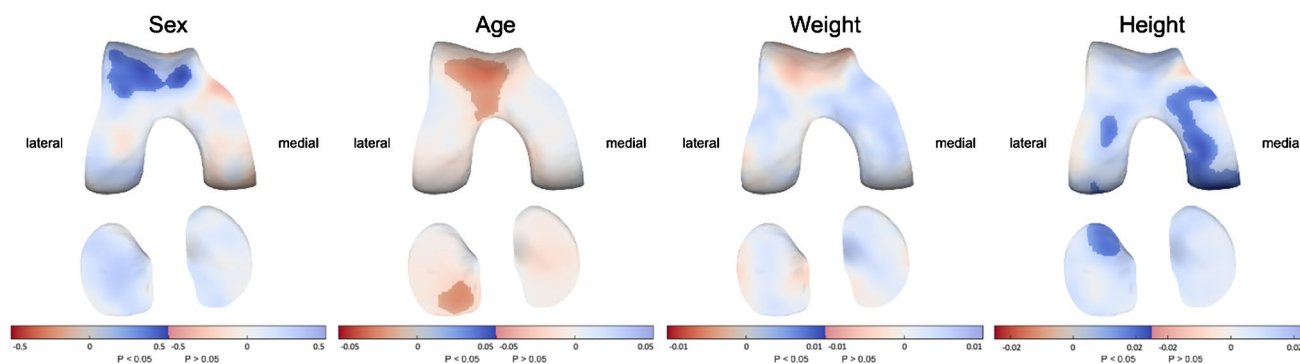 Sex Age Weight Height
lateral medial lateral medial lateral medial lateral media
-0.5 0 0.5 -0.5 0 0.5 -0.05 0 0.05 -0.05 0 0.05 -0.01 0 0.01 -0.01 0 0.01 -0.02 0 0.02 -0.02 0 0.02
P < 0.05 P > 0.05 P < 0.05 P > 0.05 P < 0.05 P > 0.05 P < 0.05 P > 0.05